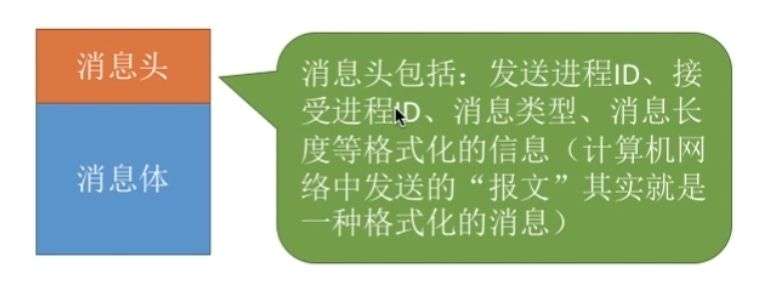 消息头
消息体
消息头包括：发送进程ID、接
受进程ID、消息类型、消息长
度等格式化的信息（计算机网
络中发送的“报文”其实就是
一种格式化的消息）